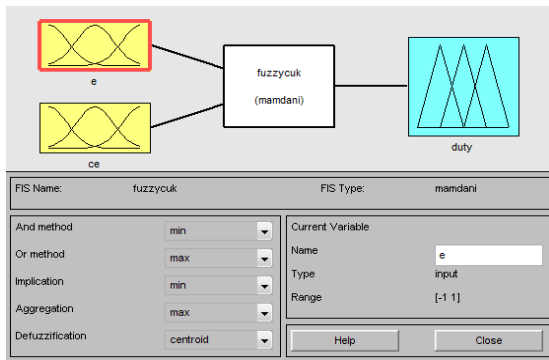 e
fuzzycuk
(mamdani)
ce
duty
FIS Name: fuzzycuk FIS Type: mamdani
And method min
Or method max
Implication min
Aggregation max
Defuzzification centroid
Current Variable
Name e
Type input
Range [-1 1]
Help Close